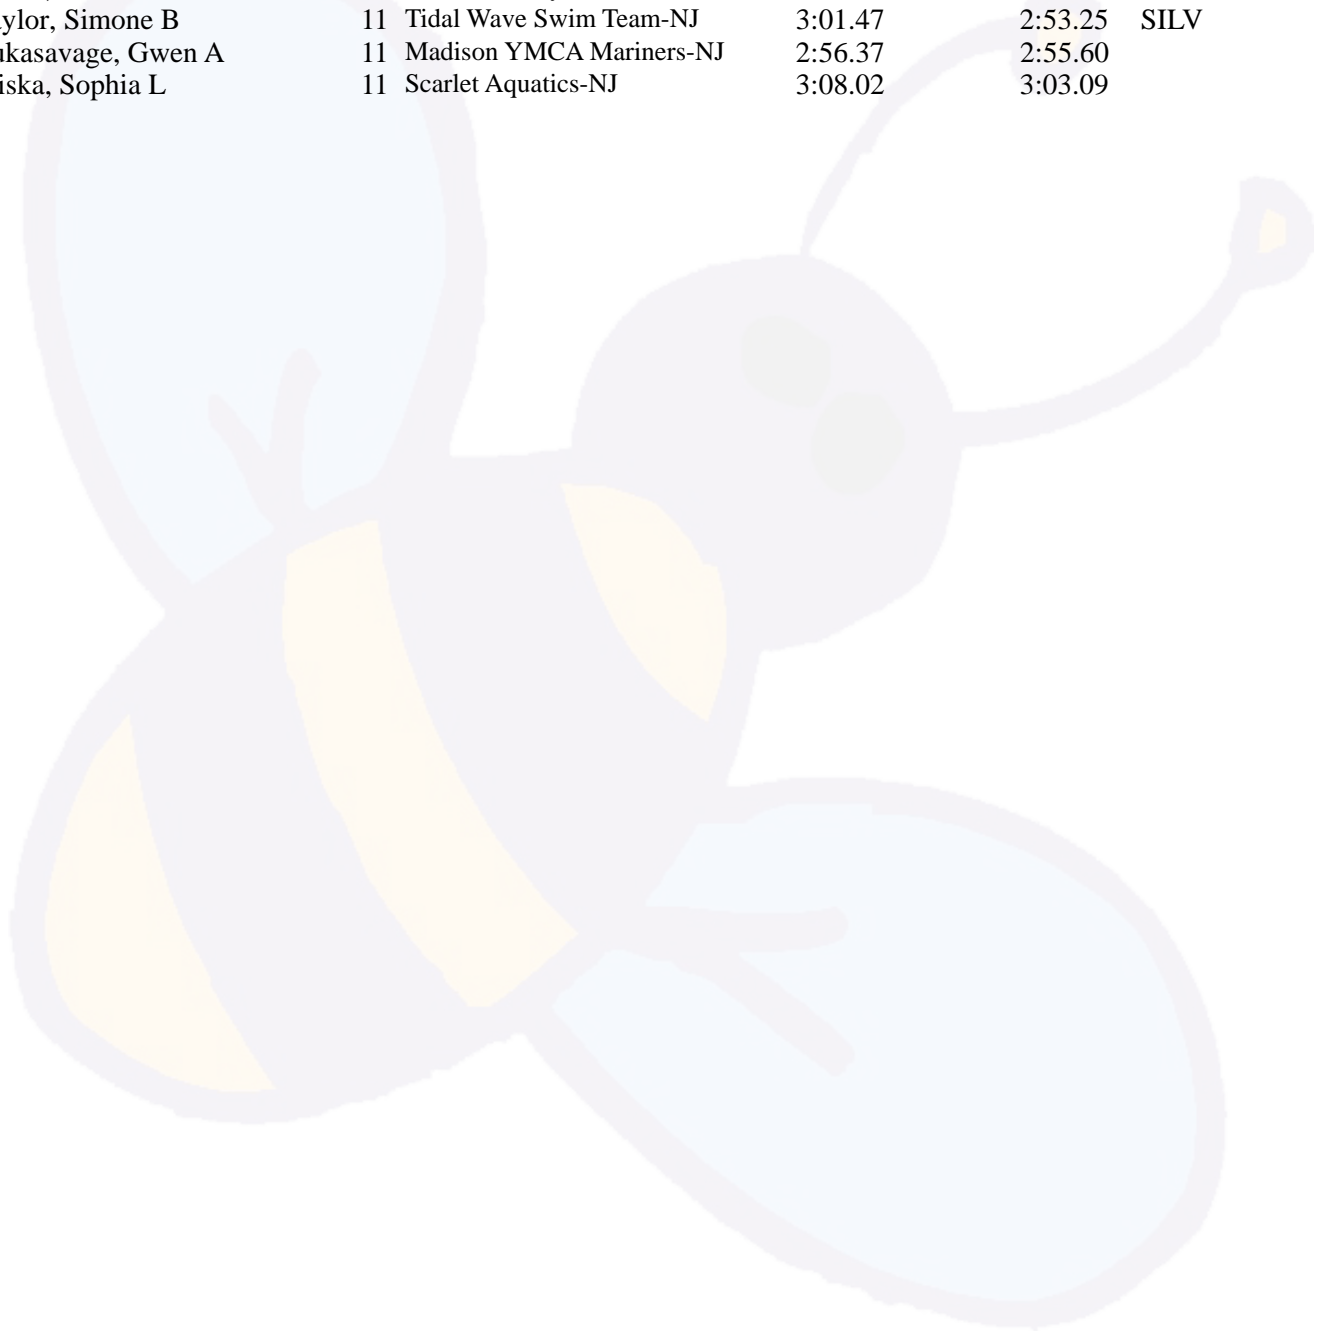 aylor, Simone B 11 Tidal Wave Swim Team-NJ 3:01.47 2:53.25 SILV
ukasavage, Gwen A 11 Madison YMCA Mariners-NJ 2:56.37 2:55.60
iska, Sophia L 11 Scarlet Aquatics-NJ 3:08.02 3:03.09